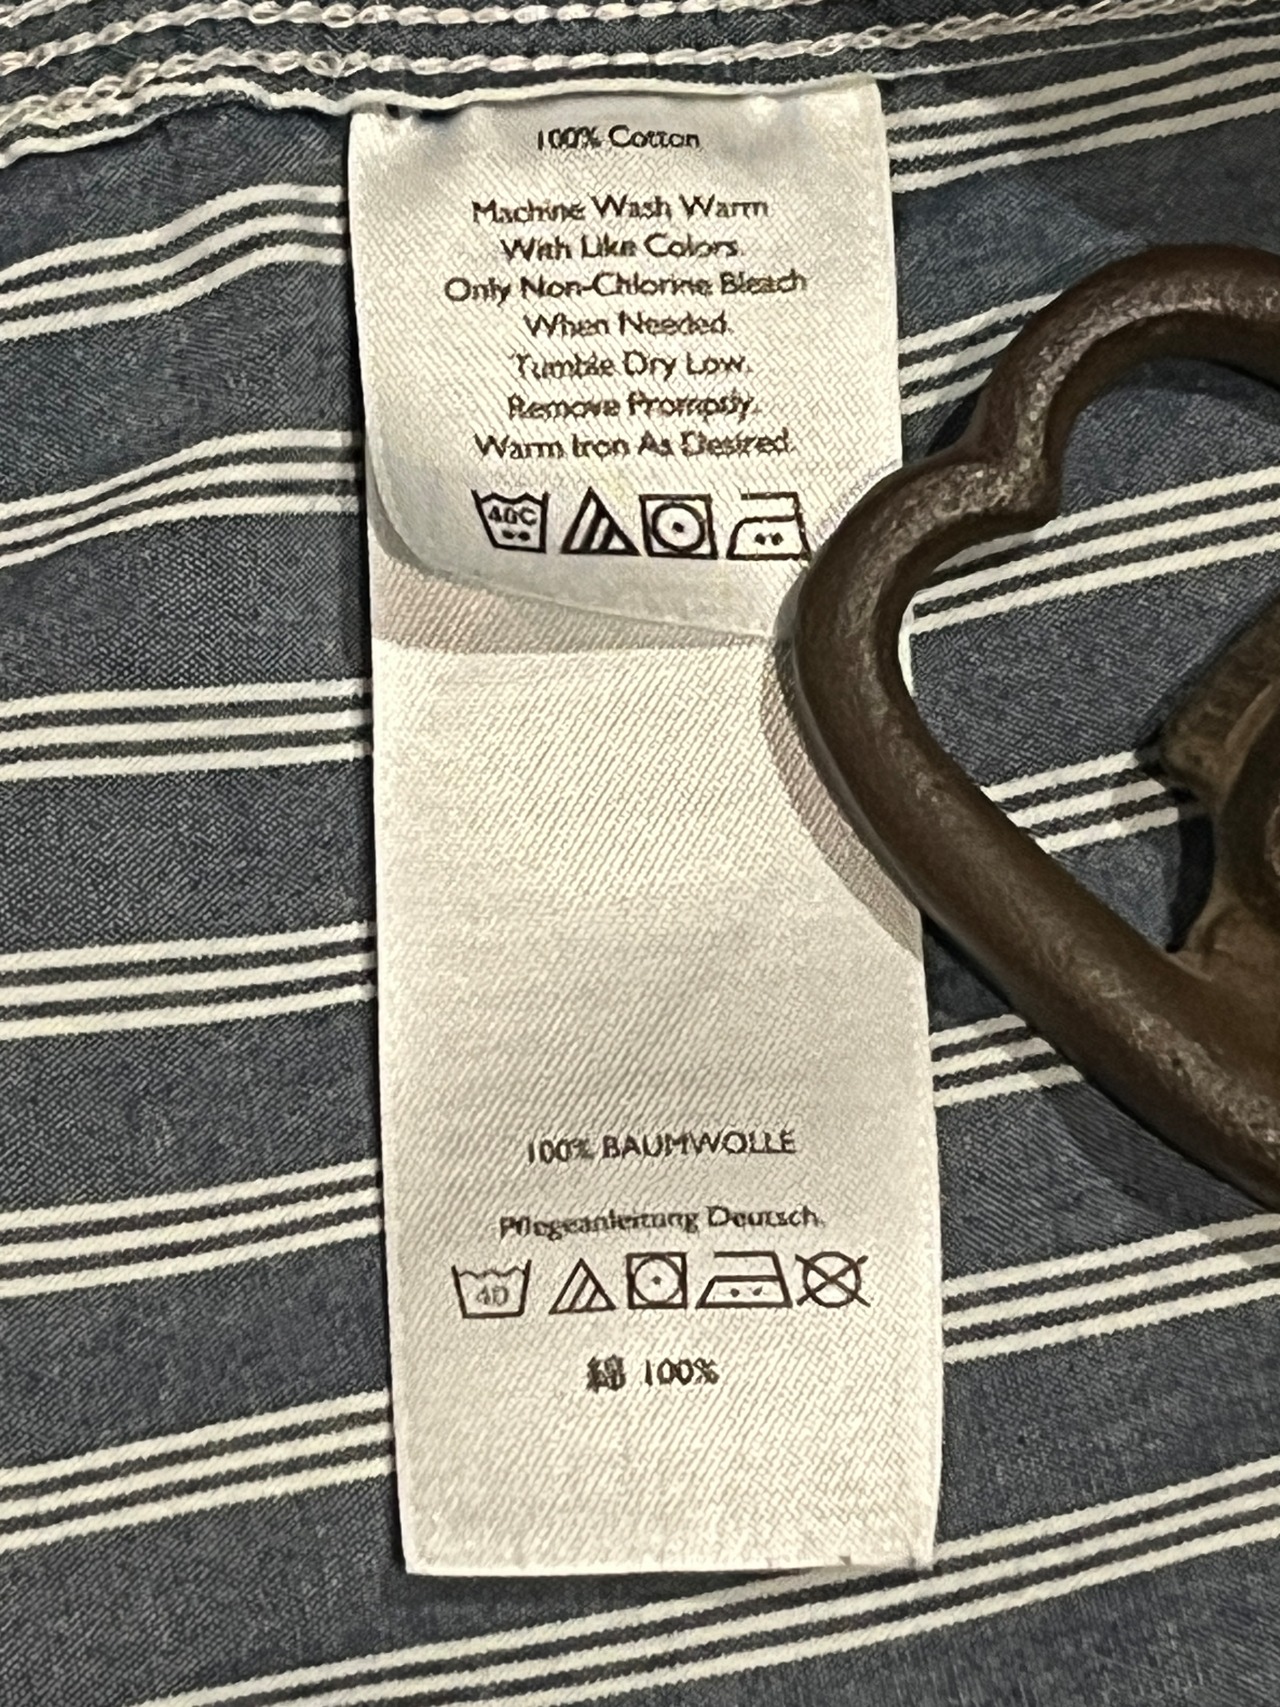 100% Cotton
Machine Wash Warm
With Like Colors.
Only Non-Chlorine Bleach
When Needed.
Tumble Dry Low.
Remove Promptly.
Warm Iron As Desired.
40C
100% BAUMWOLLE
Pflegeanleitung Deutsch.
40
綿 100%